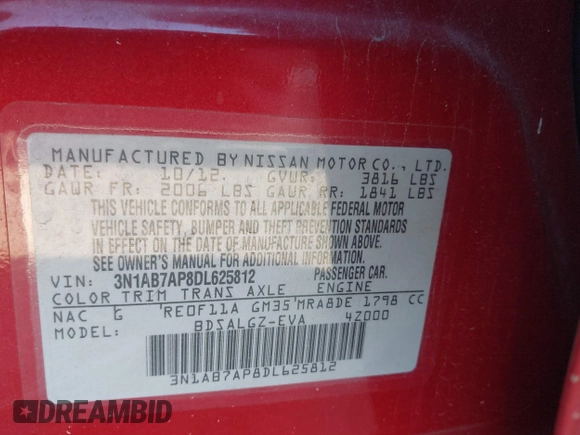 MANUFACTURED BY NISSAN MOTOR CO., LTD.
DATE: 10/12 GVWR: 3816 LBS
GAWR FR: 2006 LBS GAWR RR: 1841 LBS
THIS VEHICLE CONFORMS TO ALL APPLICABLE FEDERAL MOTOR
VEHICLE SAFETY, BUMPER AND THEFT PREVENTION STANDARDS
IN EFFECT ON THE DATE OF MANUFACTURE SHOWN ABOVE.
SEE OWNER'S MANUAL FOR ADDITIONAL INFORMATION.
VIN: 3N1AB7AP8DL625812 PASSENGER CAR.
COLOR TRIM TRANS AXLE ENGINE
NAC G RE0F11A GM35 MRA8DE 1798 CC
MODEL: BDSALGZ-EVA 42000
3N1AB7AP8DL625812
DREAMBID